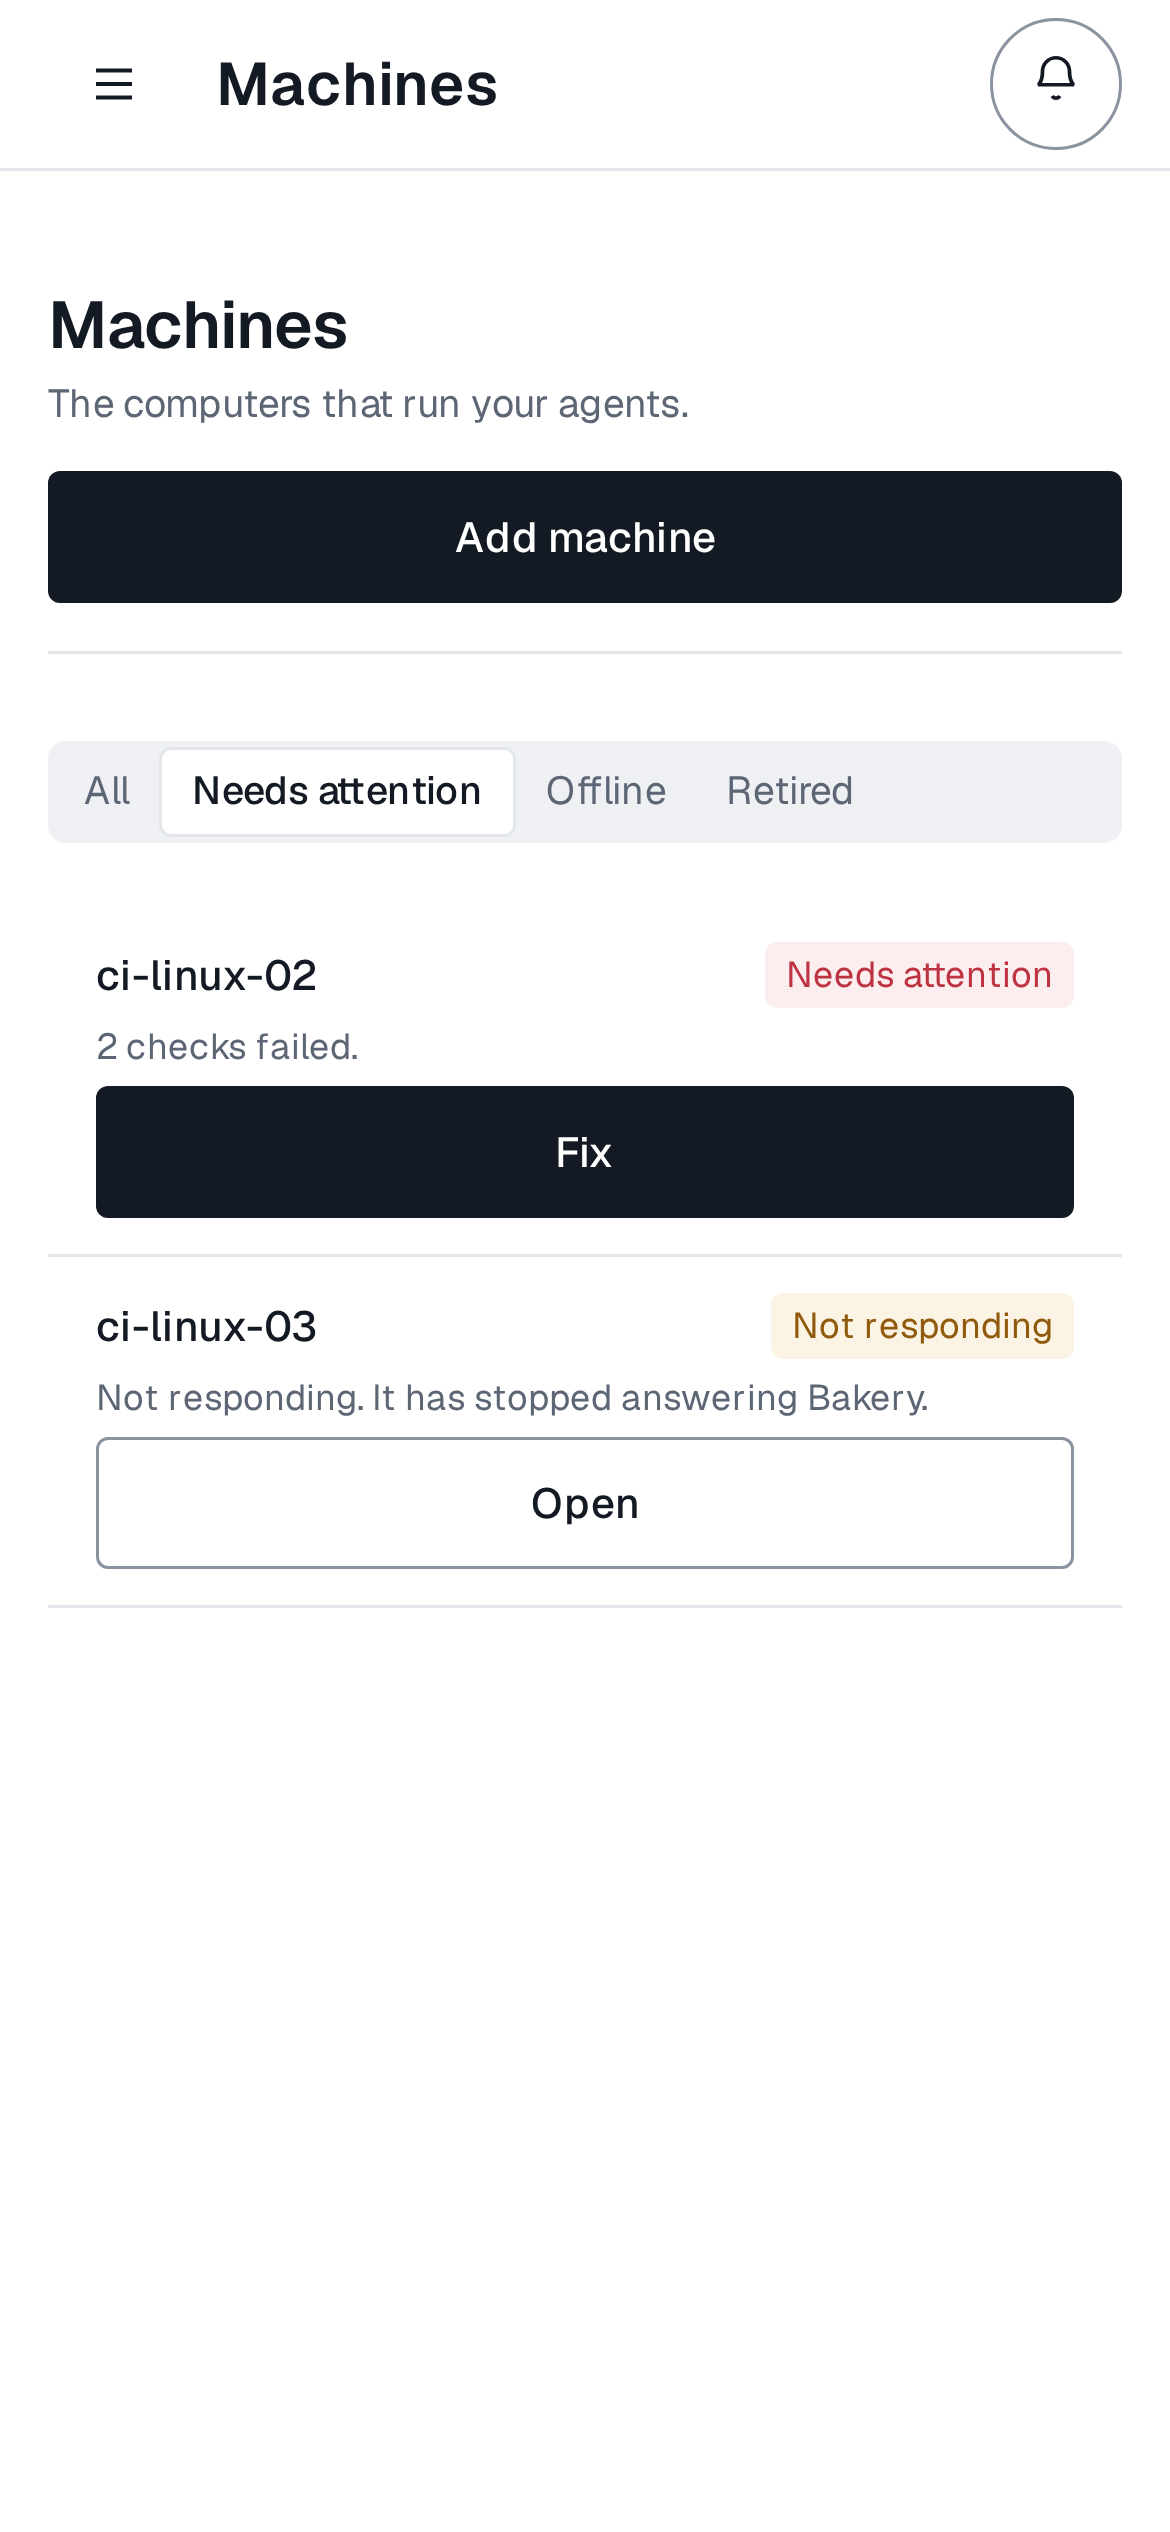 Machines
Machines
The computers that run your agents.
Add machine
All Needs attention Offline Retired
ci-linux-02 Needs attention
2 checks failed.
Fix
ci-linux-03 Not responding
Not responding. It has stopped answering Bakery.
Open